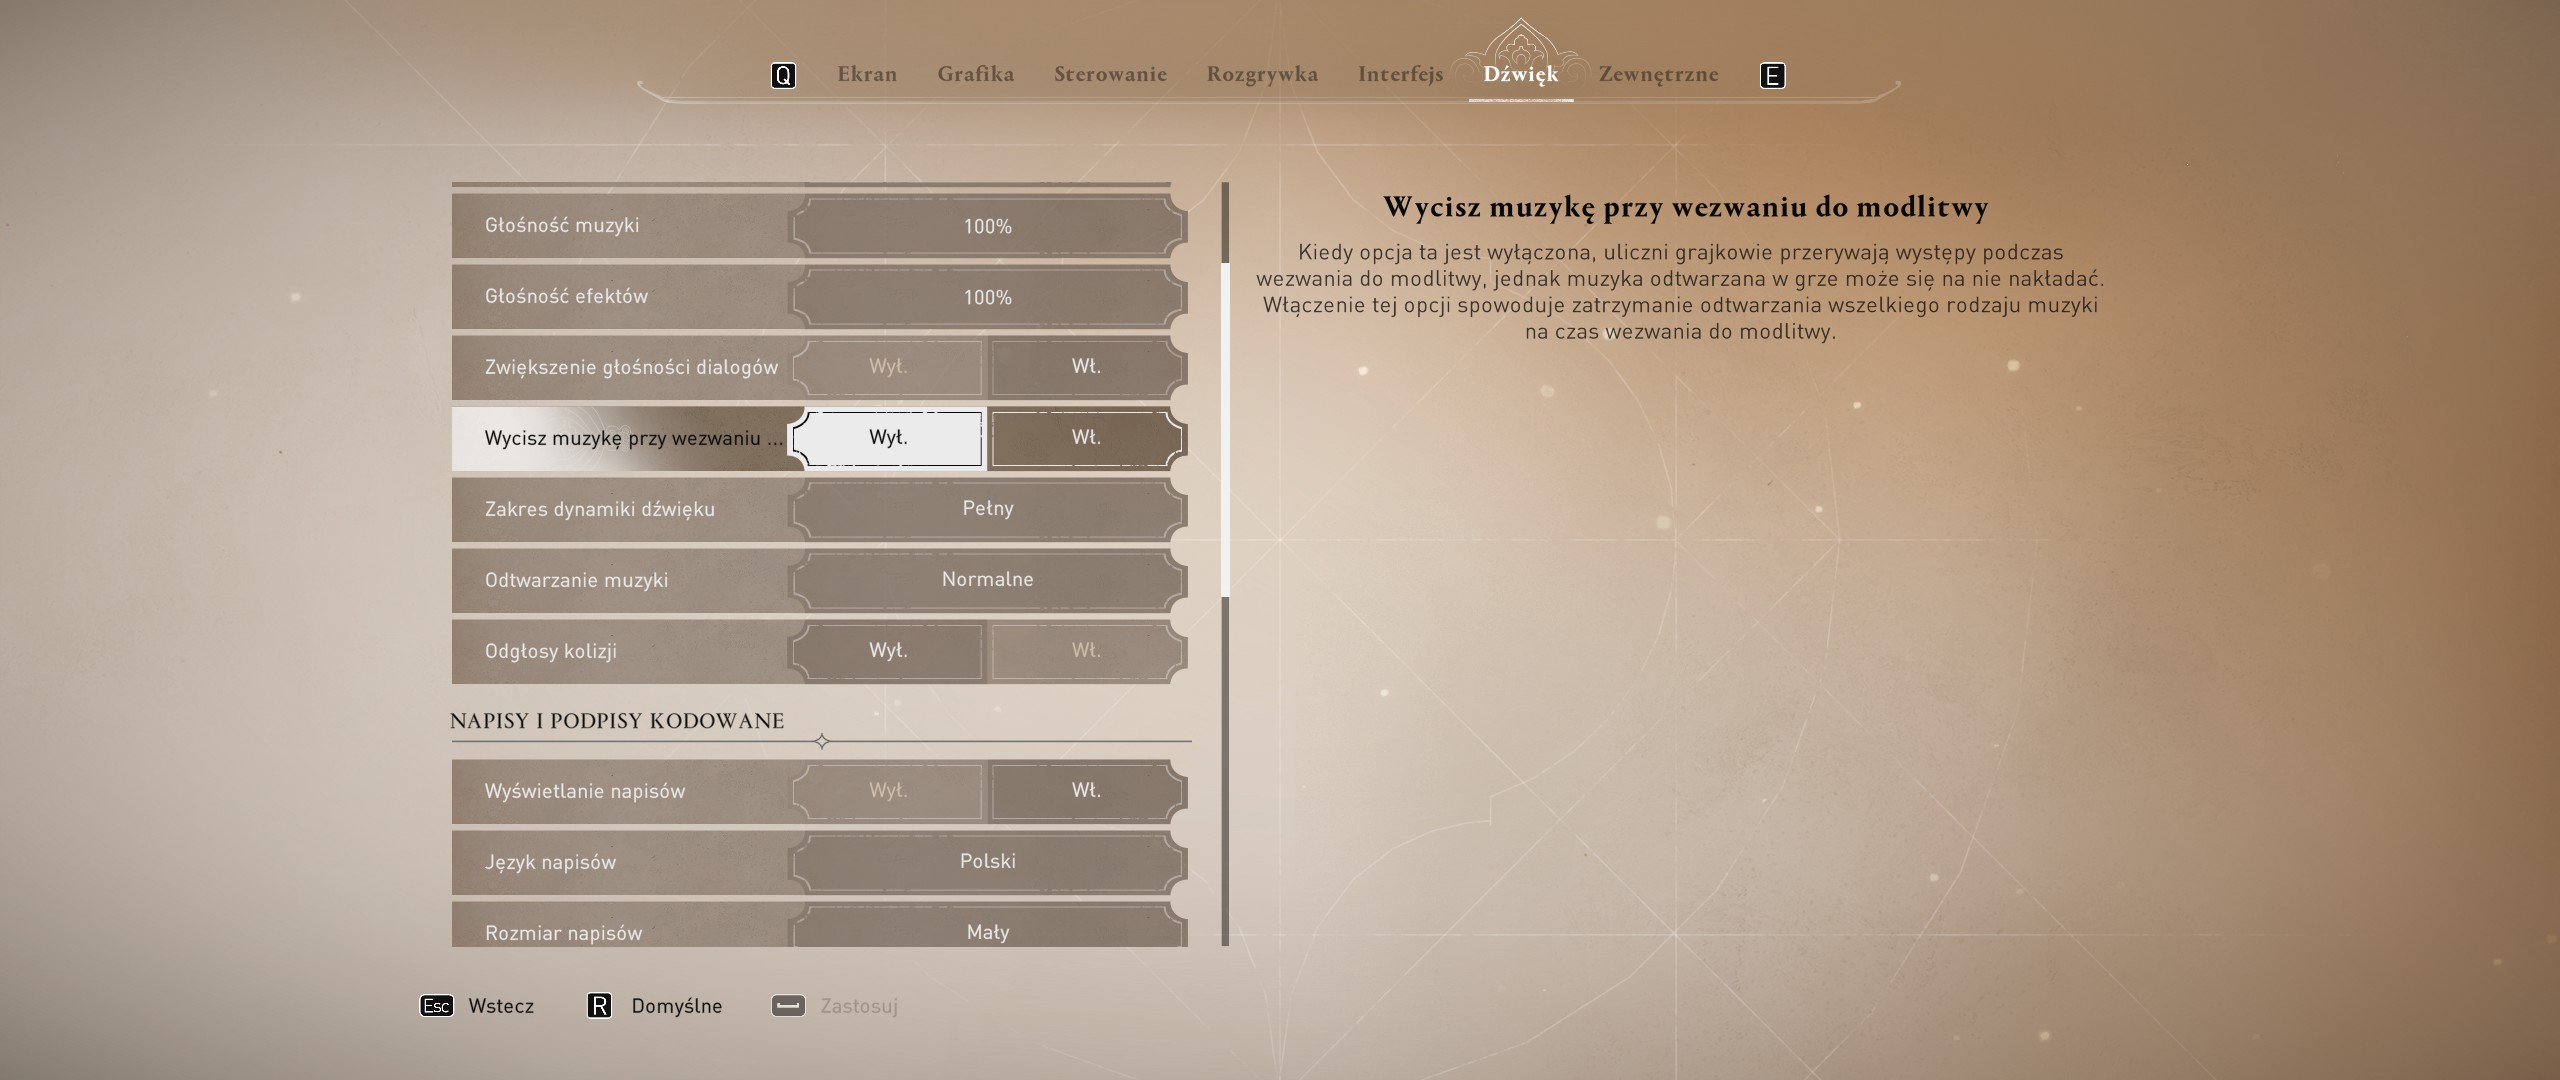 Q Ekran Grafika Sterowanie Rozgrywka Interfejs Dźwięk Zewnętrzne E
Głośność muzyki 100%
Głośność efektów 100%
Zwiększenie głośności dialogów Wył. Wł.
Wycisz muzykę przy wezwaniu ... Wył. Wł.
Zakres dynamiki dźwięku Pełny
Odtwarzanie muzyki Normalne
Odgłosy kolizji Wył. Wł.
NAPISY I PODPISY KODOWANE
Wyświetlanie napisów Wył. Wł.
Język napisów Polski
Rozmiar napisów Mały
Wycisz muzykę przy wezwaniu do modlitwy
Kiedy opcja ta jest wyłączona, uliczni grajkowie przerywają występy podczas
wezwania do modlitwy, jednak muzyka odtwarzana w grze może się na nie nakładać.
Włączenie tej opcji spowoduje zatrzymanie odtwarzania wszelkiego rodzaju muzyki
na czas wezwania do modlitwy.
Esc Wstecz R Domyślne Zastosuj